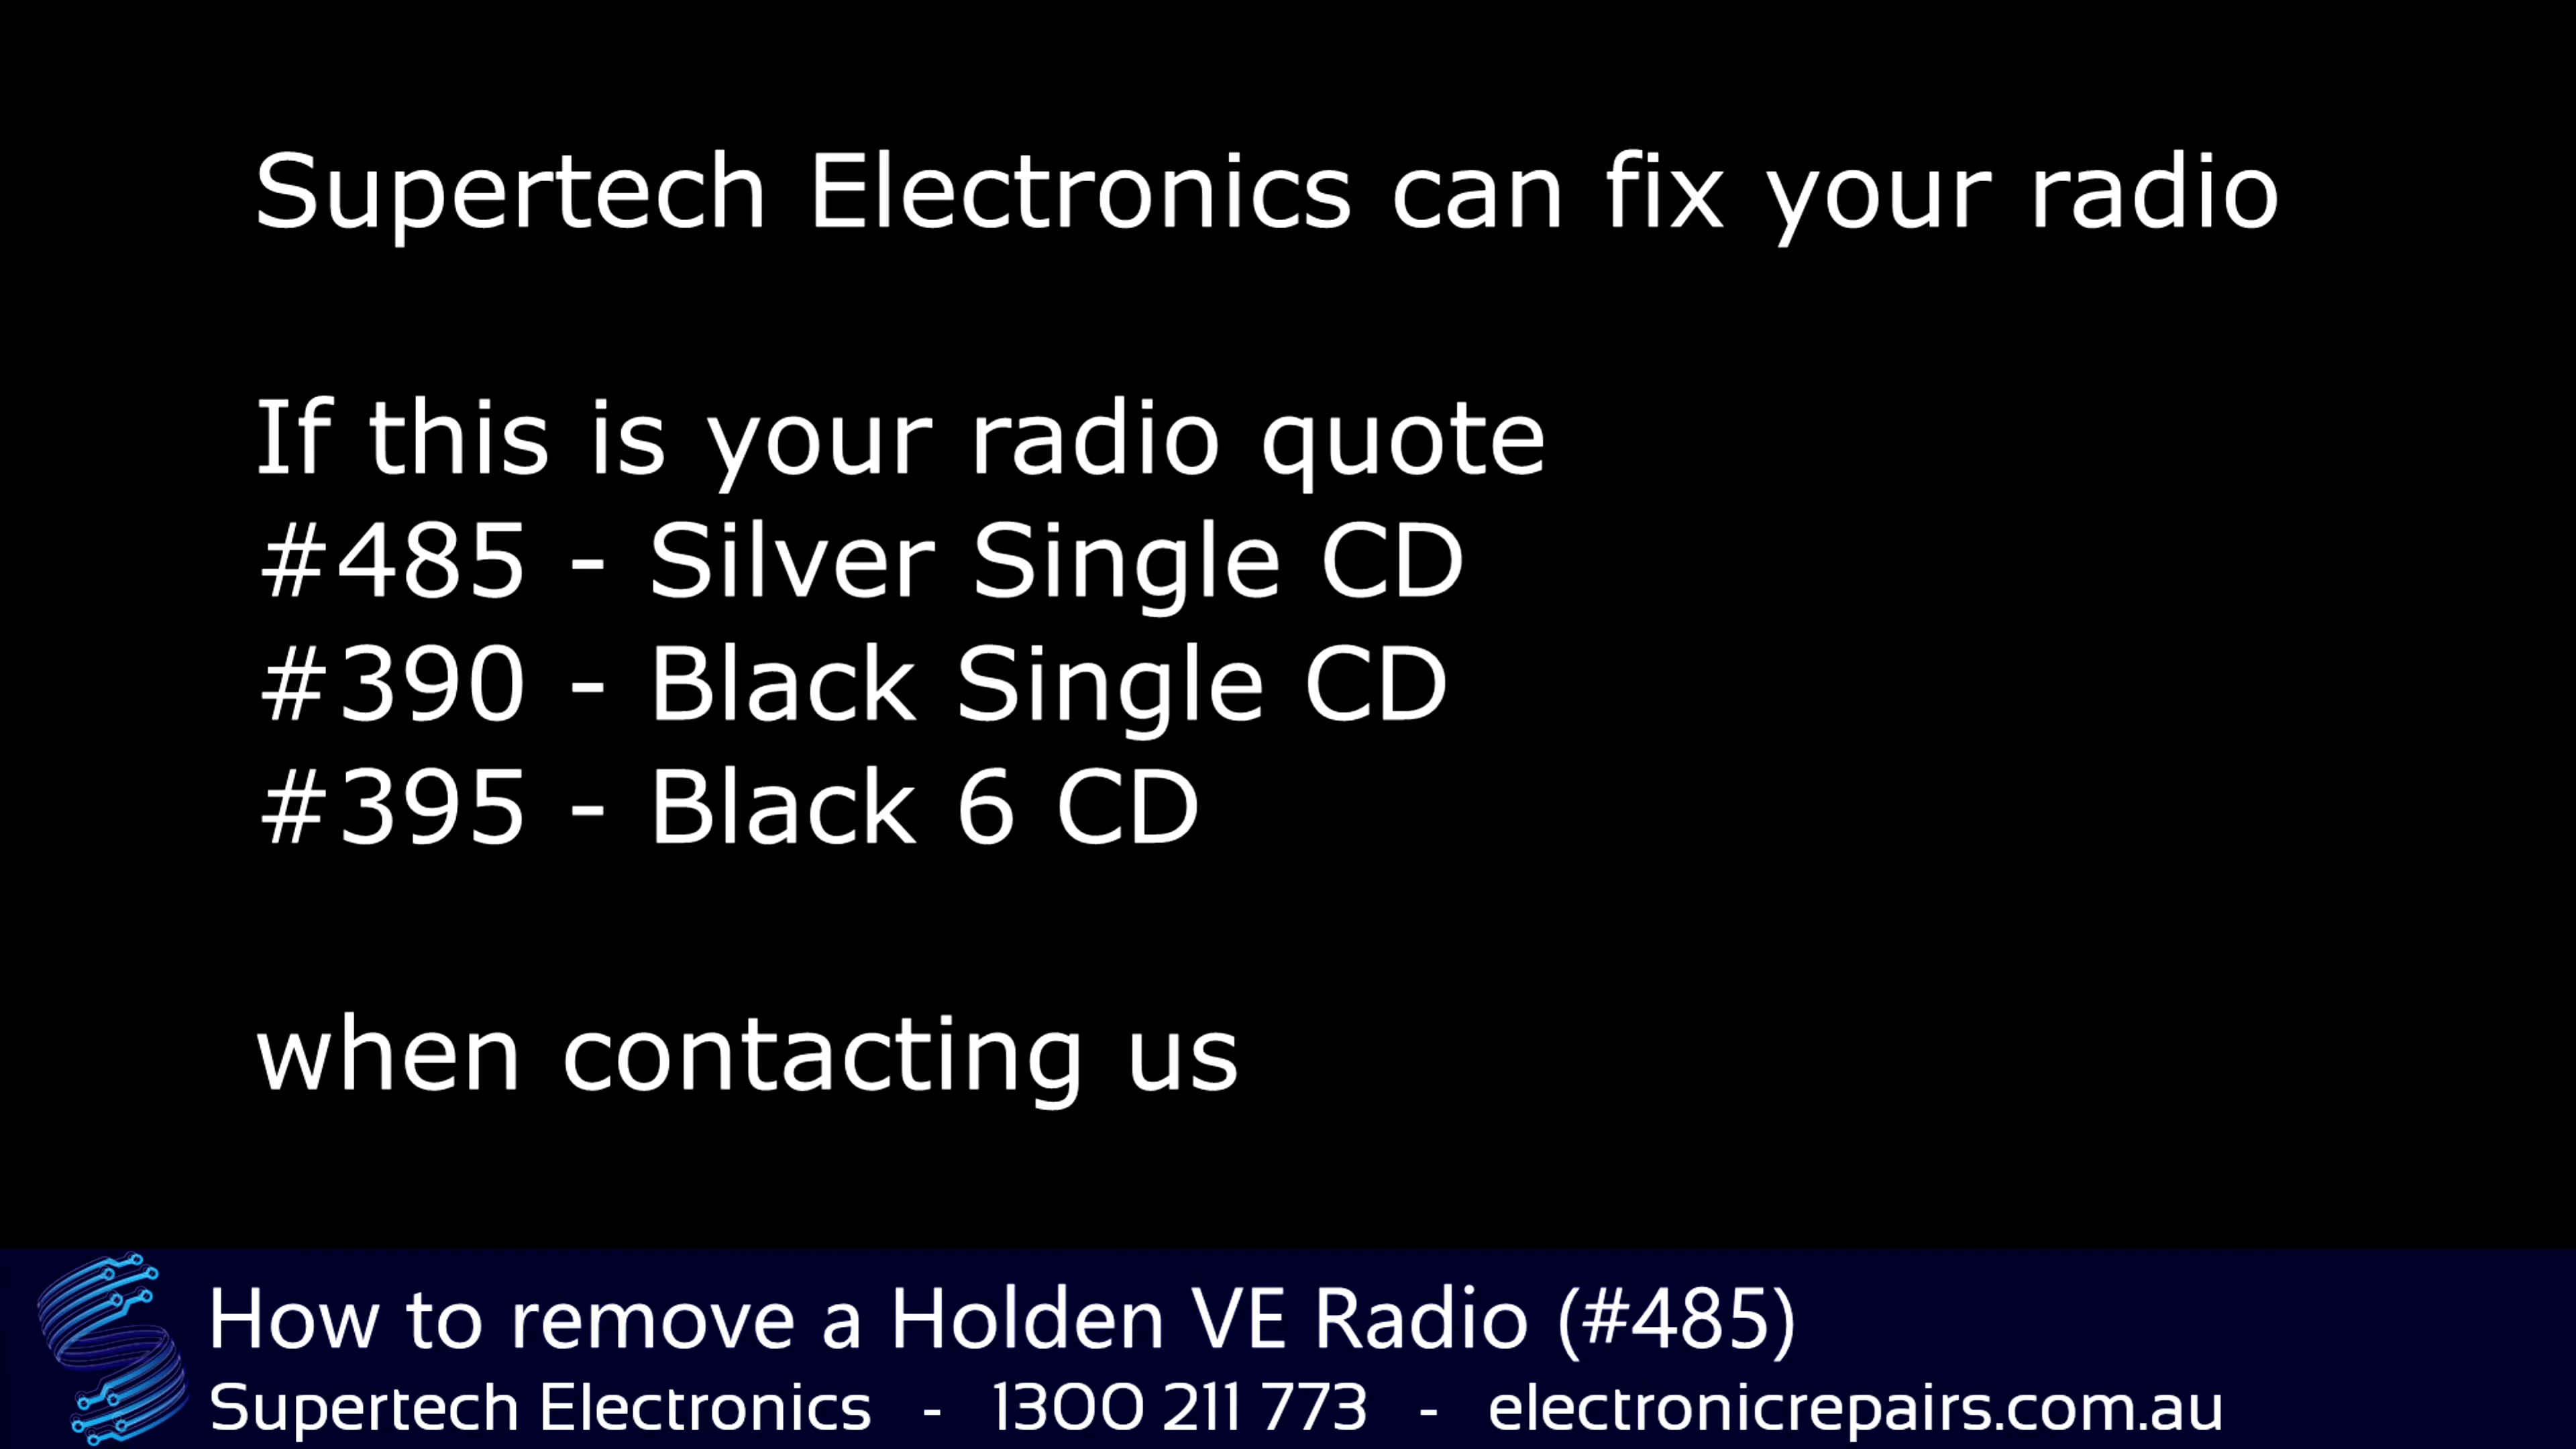 Supertech Electronics can fix your radio
If this is your radio quote
#485 - Silver Single CD
#390 - Black Single CD
#395 - Black 6 CD
when contacting us
How to remove a Holden VE Radio (#485)
Supertech Electronics - 1300 211 773 - electronicrepairs.com.au